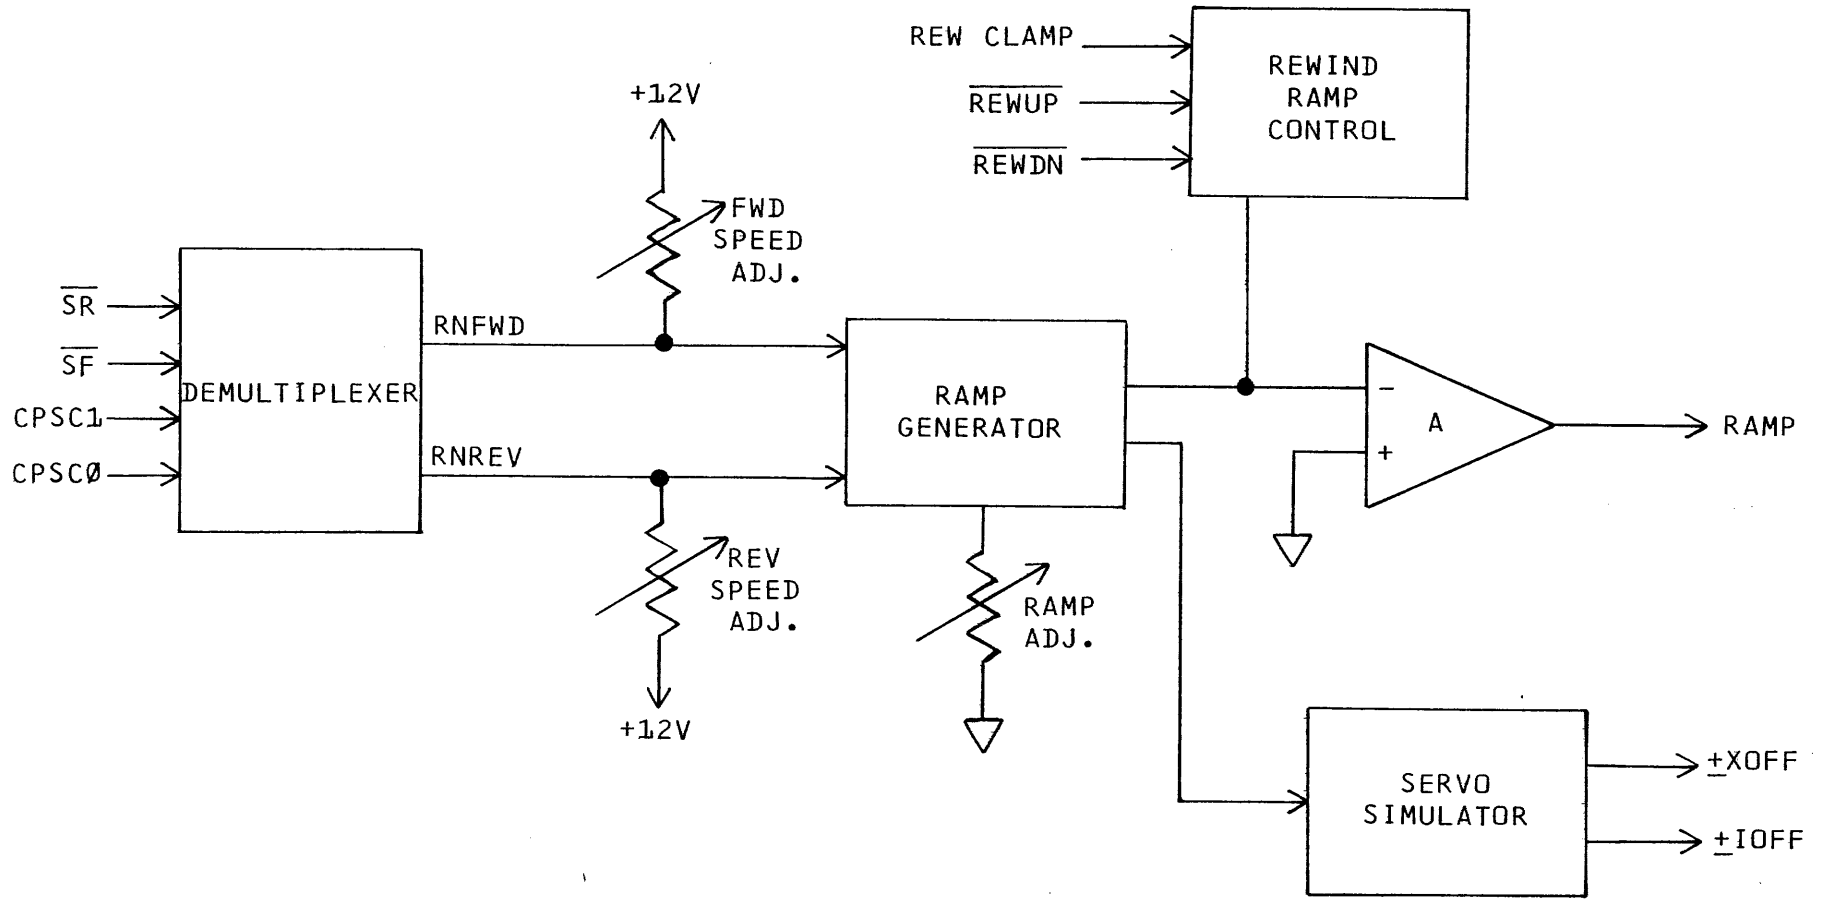 REW CLAMP
REWUP
REWDN
REWIND
RAMP
CONTROL
+12V
FWD
SPEED
ADJ.
SR
SF
CPSC1
CPSCØ
DEMULTIPLEXER
RNFWD
RNREV
RAMP
GENERATOR
-
A
+
RAMP
REV
SPEED
ADJ.
+12V
RAMP
ADJ.
SERVO
SIMULATOR
±XOFF
±IOFF